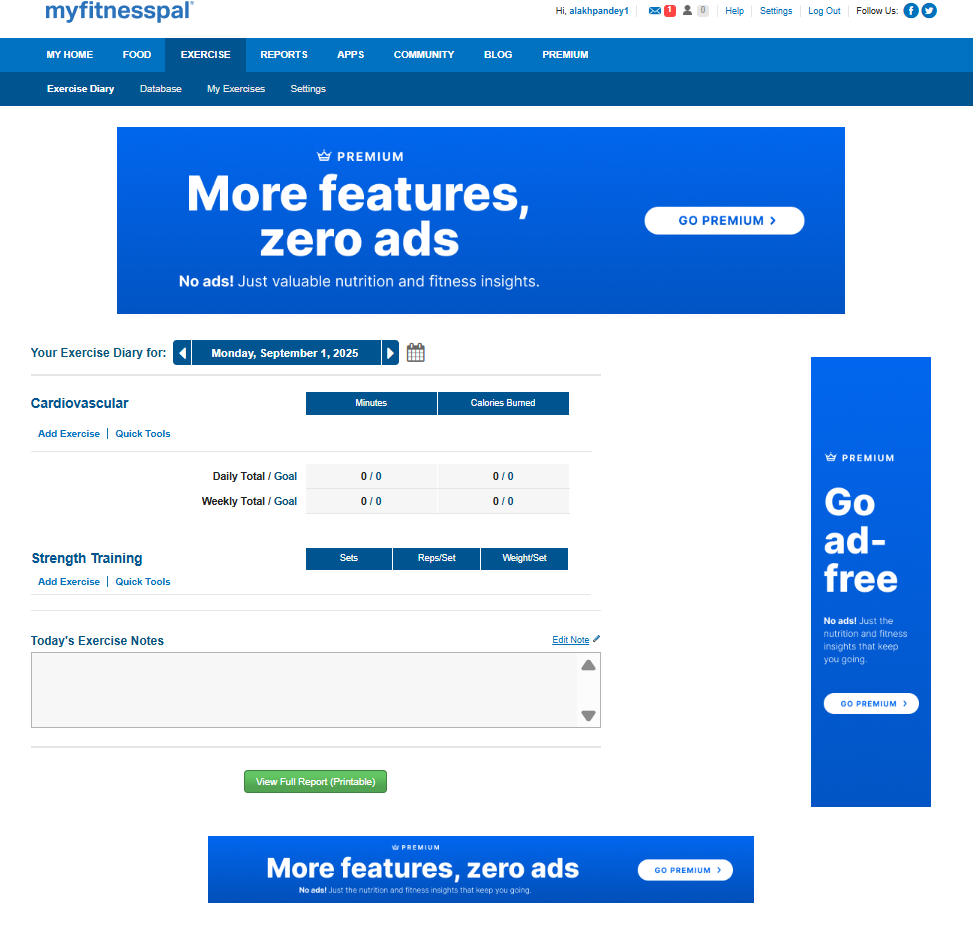 myfitnesspal®
Hi, alakhpandey1 1 0 Help Settings Log Out Follow Us:
MY HOME FOOD EXERCISE REPORTS APPS COMMUNITY BLOG PREMIUM
Exercise Diary Database My Exercises Settings
PREMIUM
More features,
zero ads
No ads! Just valuable nutrition and fitness insights.
GO PREMIUM
Your Exercise Diary for: Monday, September 1, 2025
Cardiovascular Minutes Calories Burned
Add Exercise Quick Tools
Daily Total / Goal 0 / 0 0 / 0
Weekly Total / Goal 0 / 0 0 / 0
Strength Training Sets Reps/Set Weight/Set
Add Exercise Quick Tools
Today's Exercise Notes Edit Note
View Full Report (Printable)
PREMIUM
Go
ad-
free
No ads! Just the
nutrition and fitness
insights that keep
you going.
GO PREMIUM
PREMIUM
More features, zero ads
No ads! Just the nutrition and fitness insights that keep you going.
GO PREMIUM